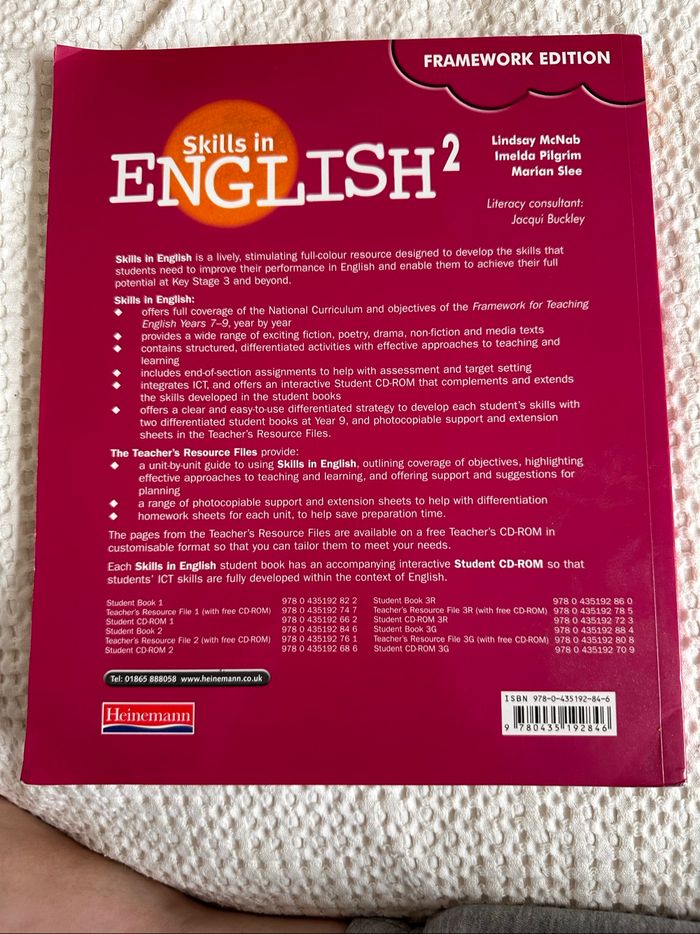 FRAMEWORK EDITION
Skills in
ENGLISH 2
Lindsay McNab
Imelda Pilgrim
Marian Slee
Literacy consultant:
Jacqui Buckley
Skills in English is a lively, stimulating full-colour resource designed to develop the skills that
students need to improve their performance in English and enable them to achieve their full
potential at Key Stage 3 and beyond.
Skills in English:
◆ offers full coverage of the National Curriculum and objectives of the Framework for Teaching
English Years 7–9, year by year
◆ provides a wide range of exciting fiction, poetry, drama, non-fiction and media texts
◆ contains structured, differentiated activities with effective approaches to teaching and
learning
◆ includes end-of-section assignments to help with assessment and target setting
◆ integrates ICT, and offers an interactive Student CD-ROM that complements and extends
the skills developed in the student books
◆ offers a clear and easy-to-use differentiated strategy to develop each student's skills with
two differentiated student books at Year 9, and photocopiable support and extension
sheets in the Teacher's Resource Files.
The Teacher's Resource Files provide:
◆ a unit-by-unit guide to using Skills in English, outlining coverage of objectives, highlighting
effective approaches to teaching and learning, and offering support and suggestions for
planning
◆ a range of photocopiable support and extension sheets to help with differentiation
◆ homework sheets for each unit, to help save preparation time.
The pages from the Teacher's Resource Files are available on a free Teacher's CD-ROM in
customisable format so that you can tailor them to meet your needs.
Each Skills in English student book has an accompanying interactive Student CD-ROM so that
students' ICT skills are fully developed within the context of English.
Student Book 1 978 0 435192 82 2
Teacher's Resource File 1 (with free CD-ROM) 978 0 435192 74 7
Student CD-ROM 1 978 0 435192 66 2
Student Book 2 978 0 435192 84 6
Teacher's Resource File 2 (with free CD-ROM) 978 0 435192 76 1
Student CD-ROM 2 978 0 435192 68 6
Student Book 3R 978 0 435192 86 0
Teacher's Resource File 3R (with free CD-ROM) 978 0 435192 78 5
Student CD-ROM 3R 978 0 435192 72 3
Student Book 3G 978 0 435192 88 4
Teacher's Resource File 3G (with free CD-ROM) 978 0 435192 80 8
Student CD-ROM 3G 978 0 435192 70 9
Tel: 01865 888058 www.heinemann.co.uk
Heinemann
ISBN 978-0-435192-84-6
9 780435 192846